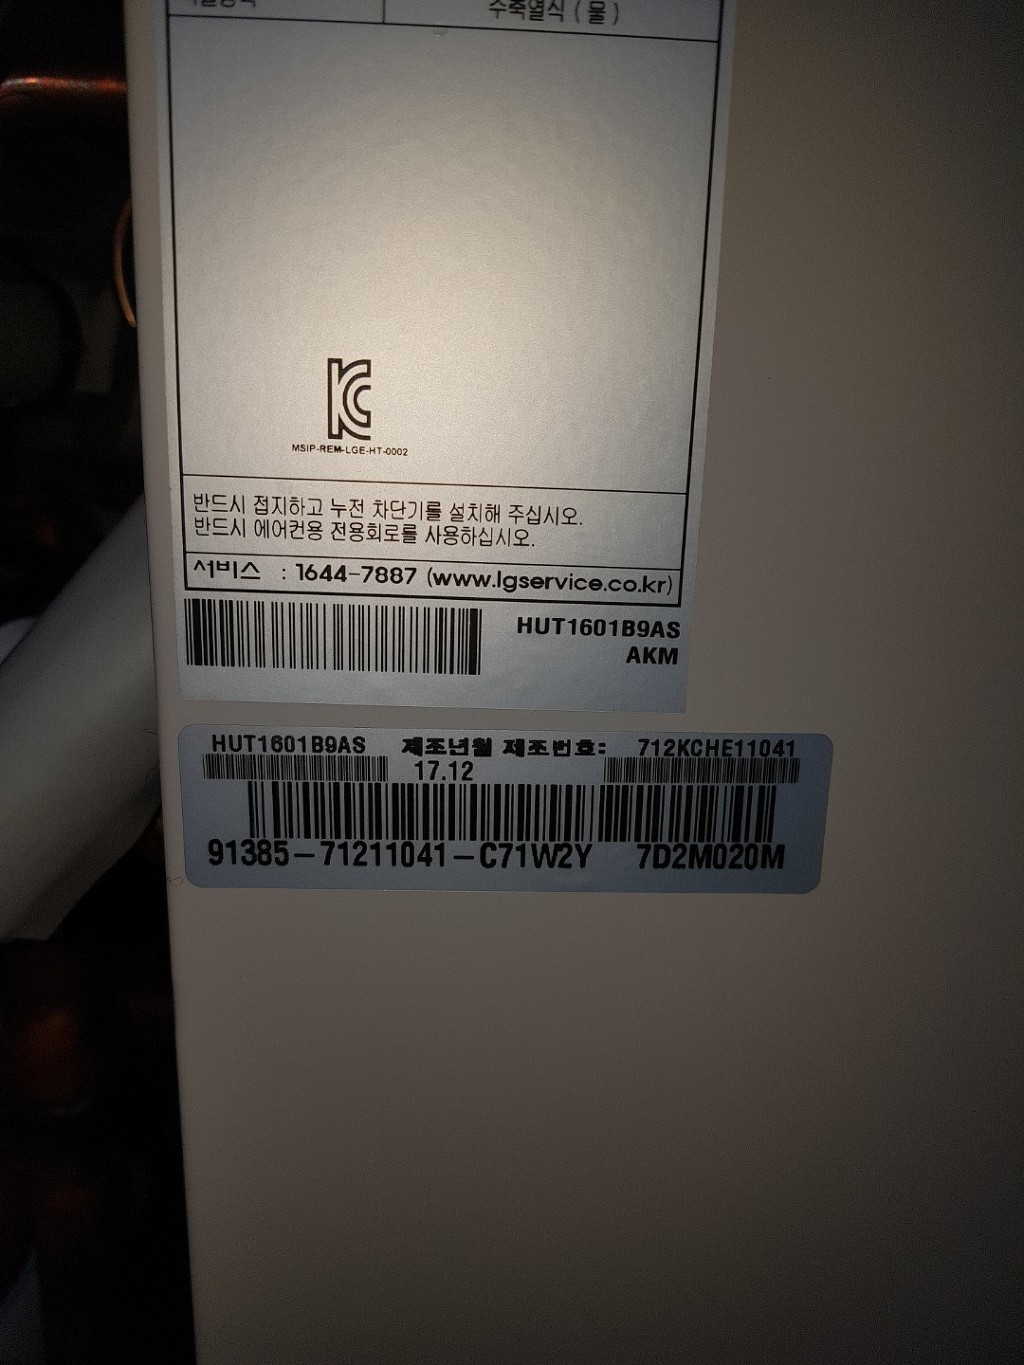 수축열식 (물)
MSIP-REM-LGE-HT-0002
반드시 접지하고 누전 차단기를 설치해 주십시오.
반드시 에어컨용 전용회로를 사용하십시오.
서비스 : 1644-7887 (www.lgservice.co.kr)
HUT1601B9AS
AKM
HUT1601B9AS 제조년월 제조번호: 712KCHE11041
17.12
91385-71211041-C71W2Y 7D2M020M